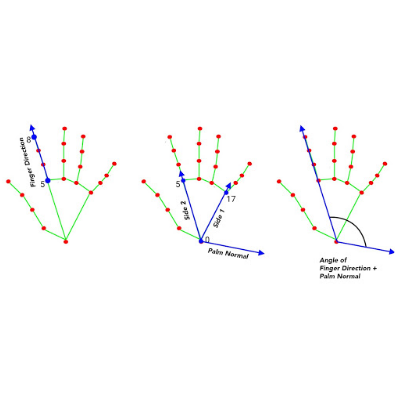 8
Finger Direction
5
5
Side 2
Side 1
17
0
Palm Normal
Angle of
Finger Direction +
Palm Normal